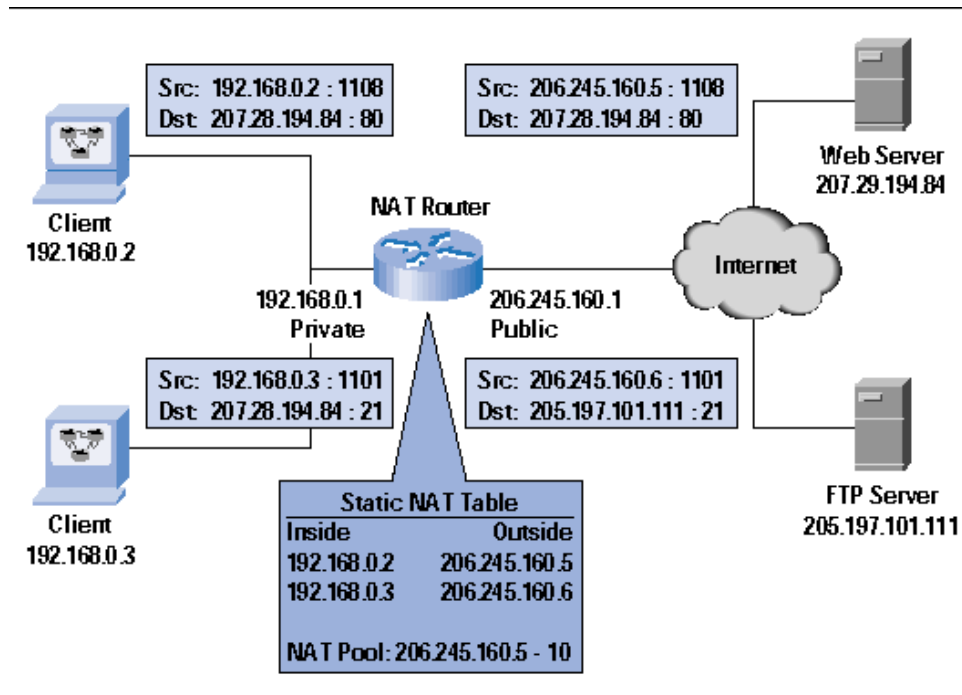 Src: 192.168.0.2 : 1108
Dst: 207.28.194.84 : 80
Src: 206.245.160.5 : 1108
Dst: 207.28.194.84 : 80
Web Server
207.29.194.84
Client
192.168.0.2
NAT Router
Internet
192.168.0.1
Private
206.245.160.1
Public
Src: 192.168.0.3 : 1101
Dst: 207.28.194.84 : 21
Src: 206.245.160.6 : 1101
Dst: 205.197.101.111 : 21
Client
192.168.0.3
FTP Server
205.197.101.111
Static NAT Table
Inside Outside
192.168.0.2 206.245.160.5
192.168.0.3 206.245.160.6
NAT Pool: 206.245.160.5 - 10